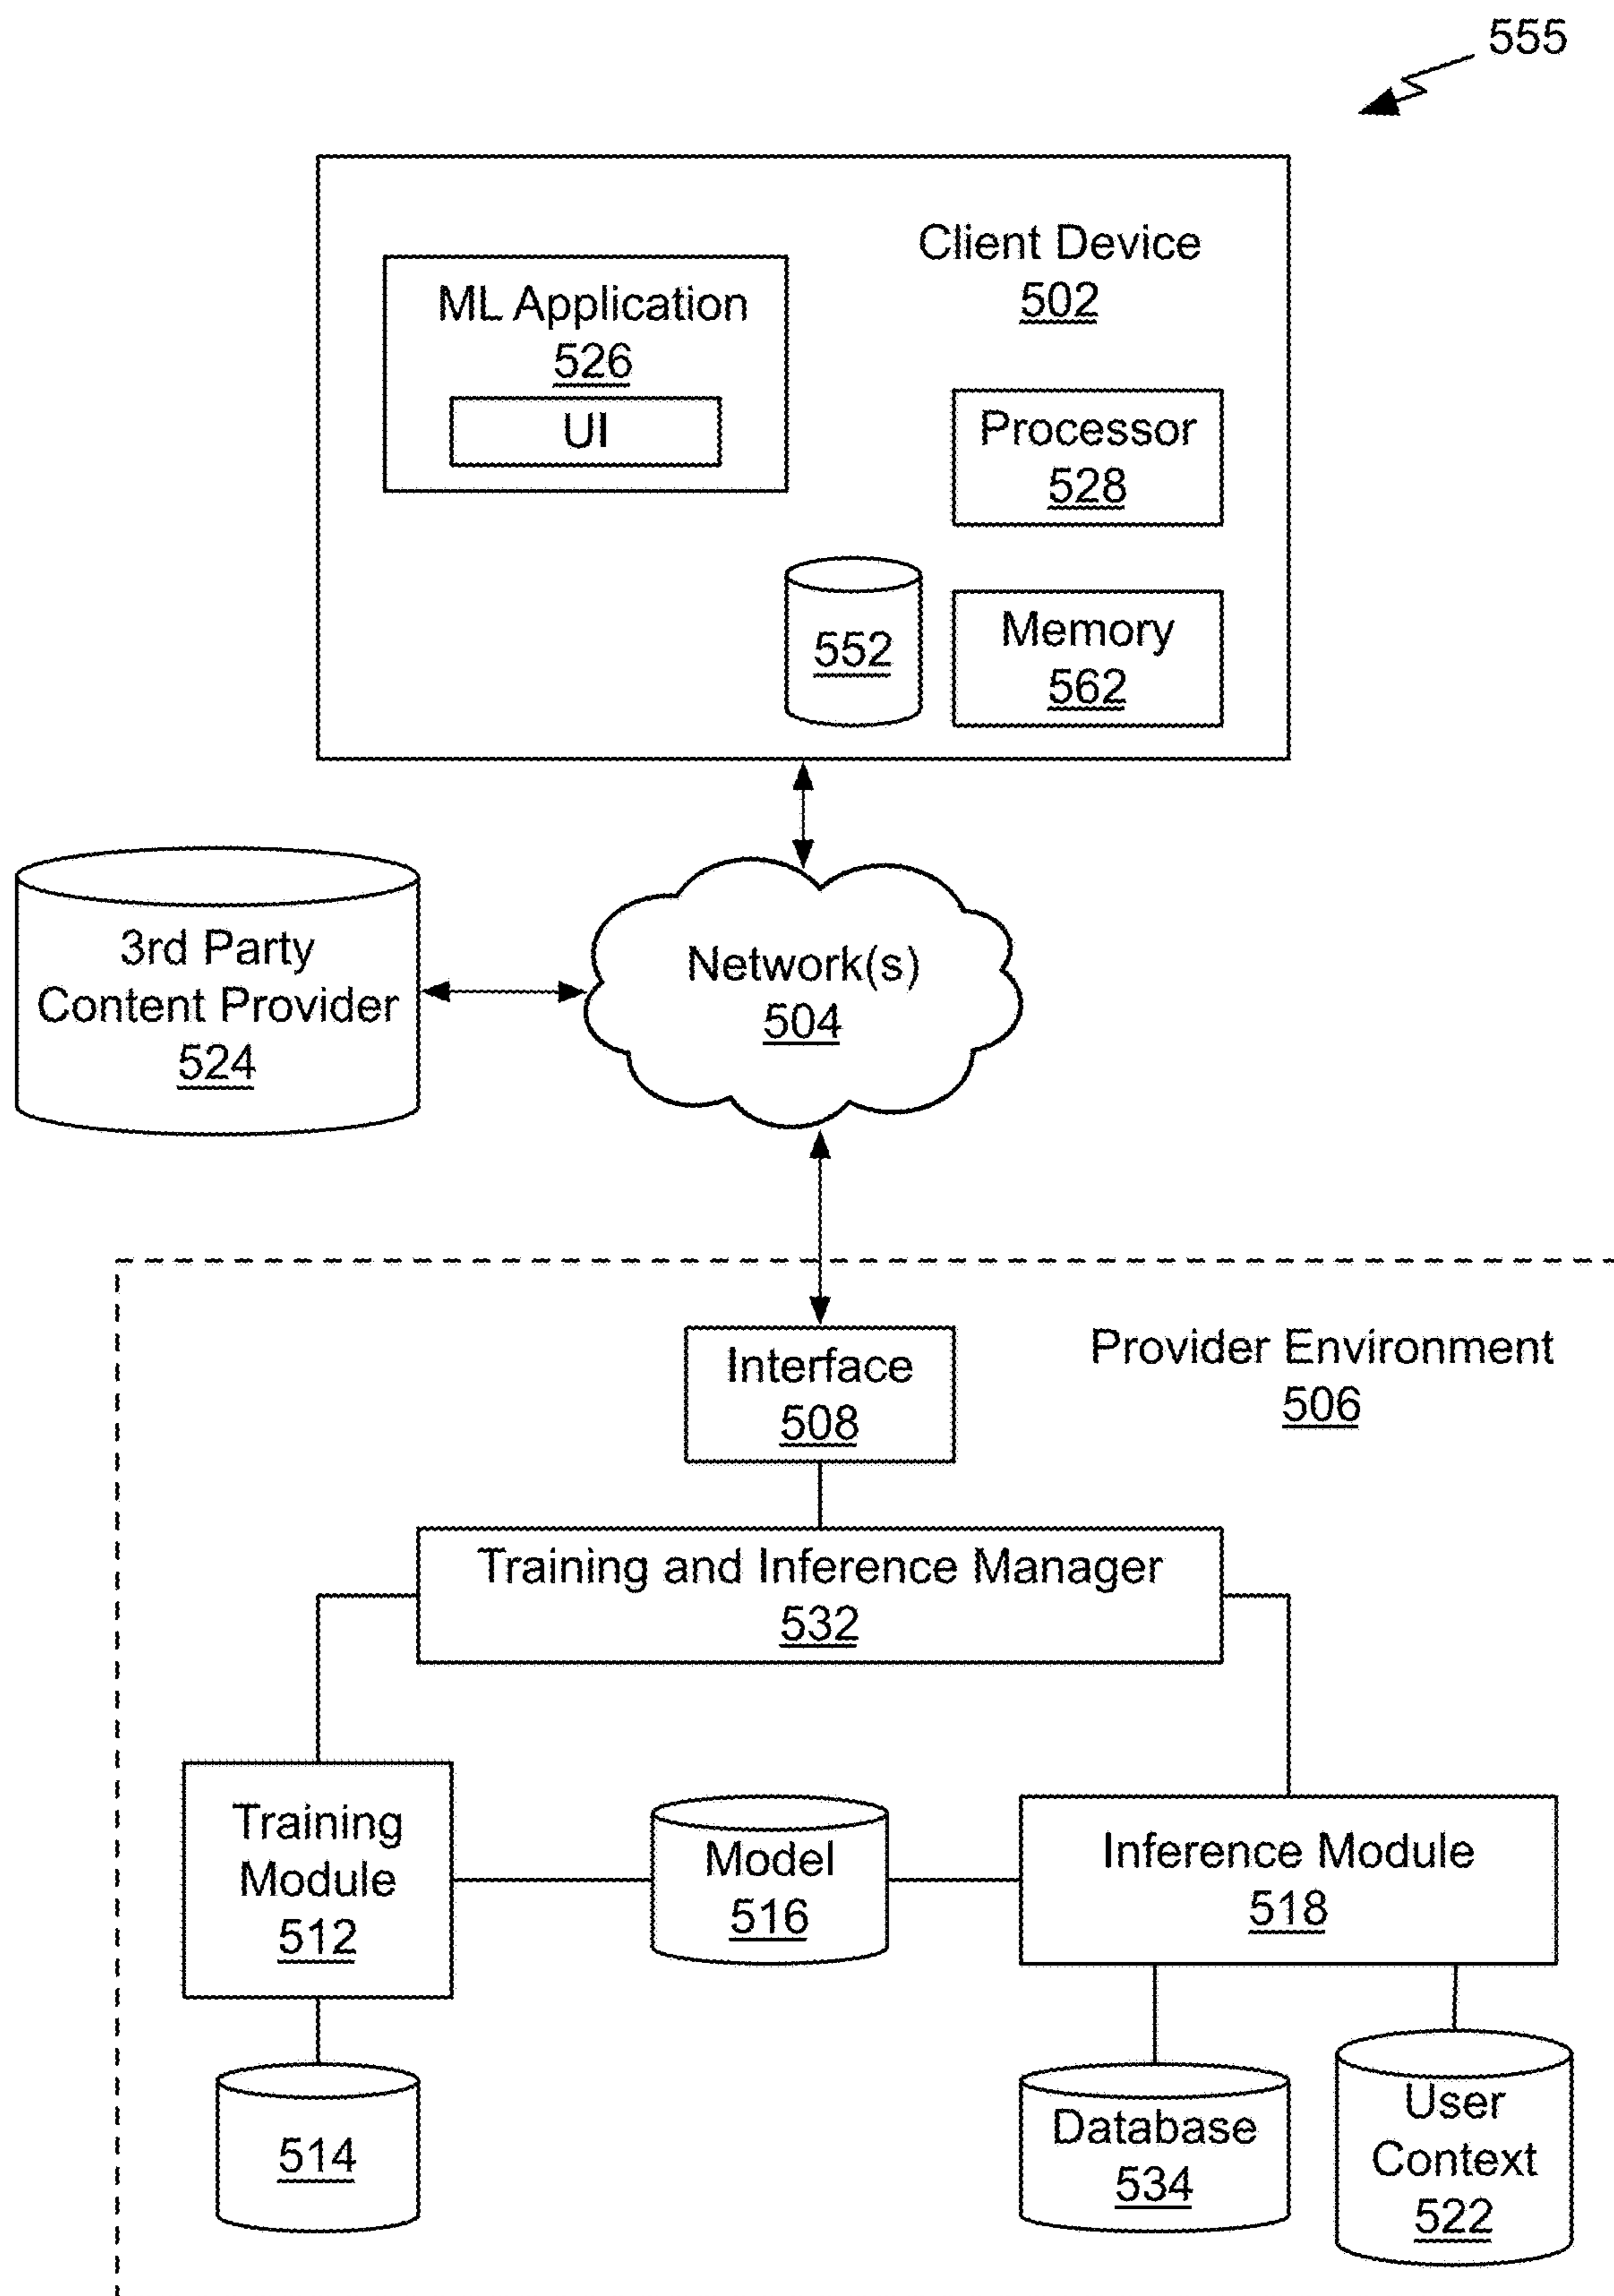 555
Client Device
502
ML Application
526
UI
Processor
528
552
Memory
562
3rd Party
Content Provider
524
Network(s)
504
Interface
508
Provider Environment
506
Training and Inference Manager
532
Training
Module
512
Model
516
Inference Module
518
514
Database
534
User
Context
522